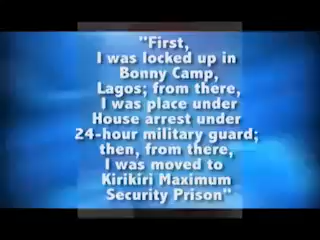 "First,
I was locked up in
Bonny Camp,
Lagos; from there,
I was place under
House arrest under
24-hour military guard;
then, from there,
I was moved to
Kirikiri Maximum
Security Prison"